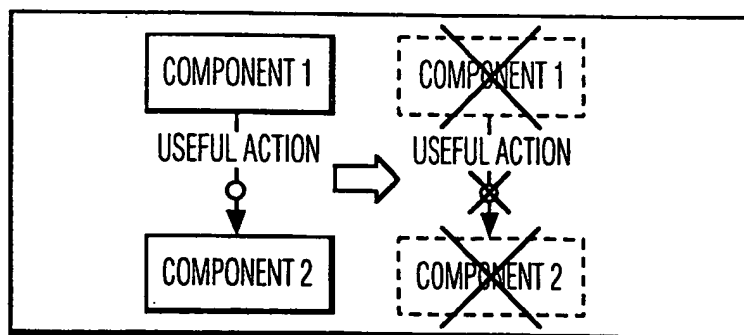 COMPONENT 1
USEFUL ACTION
COMPONENT 2
COMPONENT 1
USEFUL ACTION
COMPONENT 2